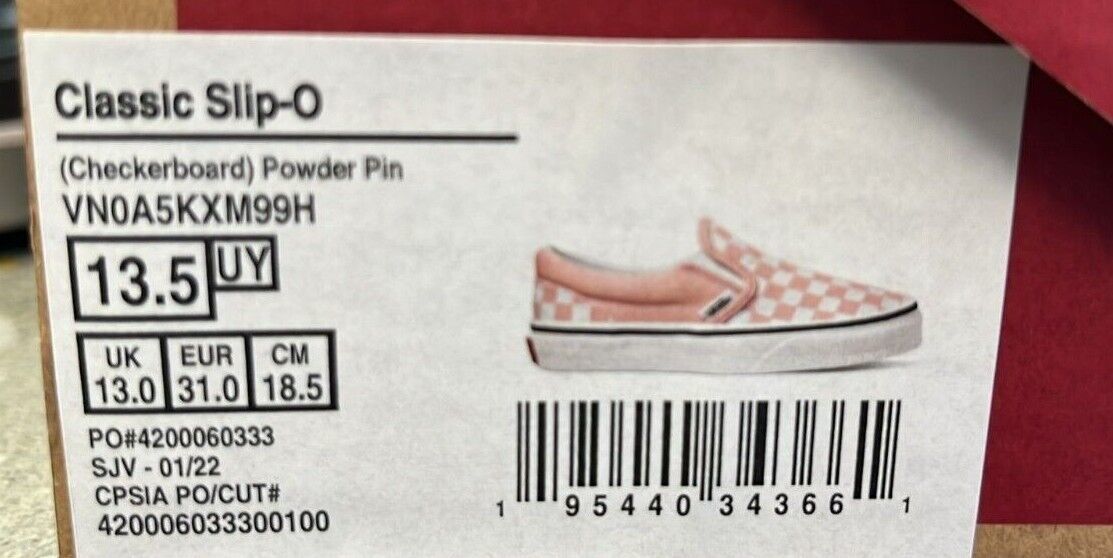 Classic Slip-O
(Checkerboard) Powder Pin
VN0A5KXM99H
13.5 UY
UK EUR CM
13.0 31.0 18.5
PO#4200060333
SJV - 01/22
CPSIA PO/CUT#
420006033300100
1 95440 34366 1